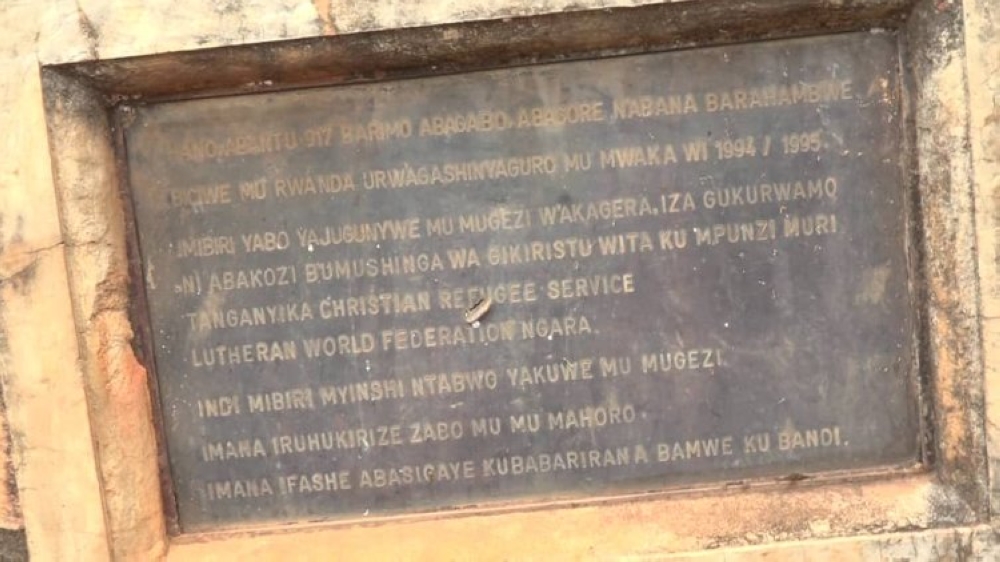 HANO ABANTU 917 BARIMO ABAGABO, ABAGORE N'ABANA BARAHAMBWE
BICIWE MU RWANDA URWAGASHINYAGURO MU MWAKA WI 1994 / 1995.
IMIBIRI YABO YAJUGUNYWE MU MUGEZI W'AKAGERA, IZA GUKURWAMO
N) ABAKOZI B'UMUSHINGA WA GIKIRISTU WITA KU MPUNZI MURI
TANGANYIKA CHRISTIAN REFUGEE SERVICE
LUTHERAN WORLD FEDERATION NGARA.
INDI MIBIRI MYINSHI NTABWO YAKUWE MU MUGEZI.
IMANA IRUHUKIRIZE ZABO MU MU MAHORO.
IMANA IFASHE ABASIGAYE KUBABARIRANA BAMWE KU BANDI.